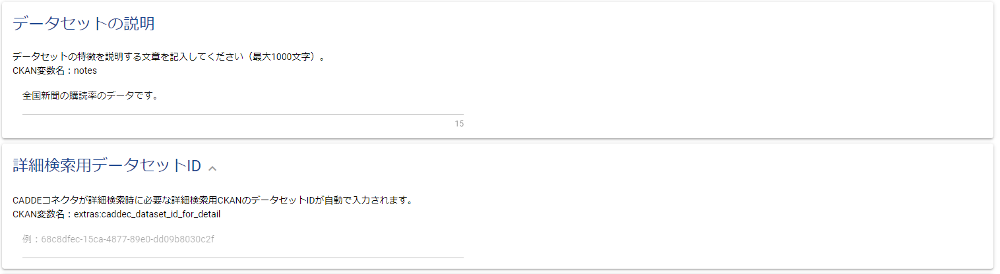 データセットの説明
データセットの特徴を説明する文章を記入してください（最大1000文字）。
CKAN変数名：notes
全国新聞の購読率のデータです。
15
詳細検索用データセットID
CADDEコネクタが詳細検索時に必要な詳細検索用CKANのデータセットIDが自動で入力されます。
CKAN変数名：extras:caddec_dataset_id_for_detail
例：68c8dfec-15ca-4877-89e0-dd09b8030c2f